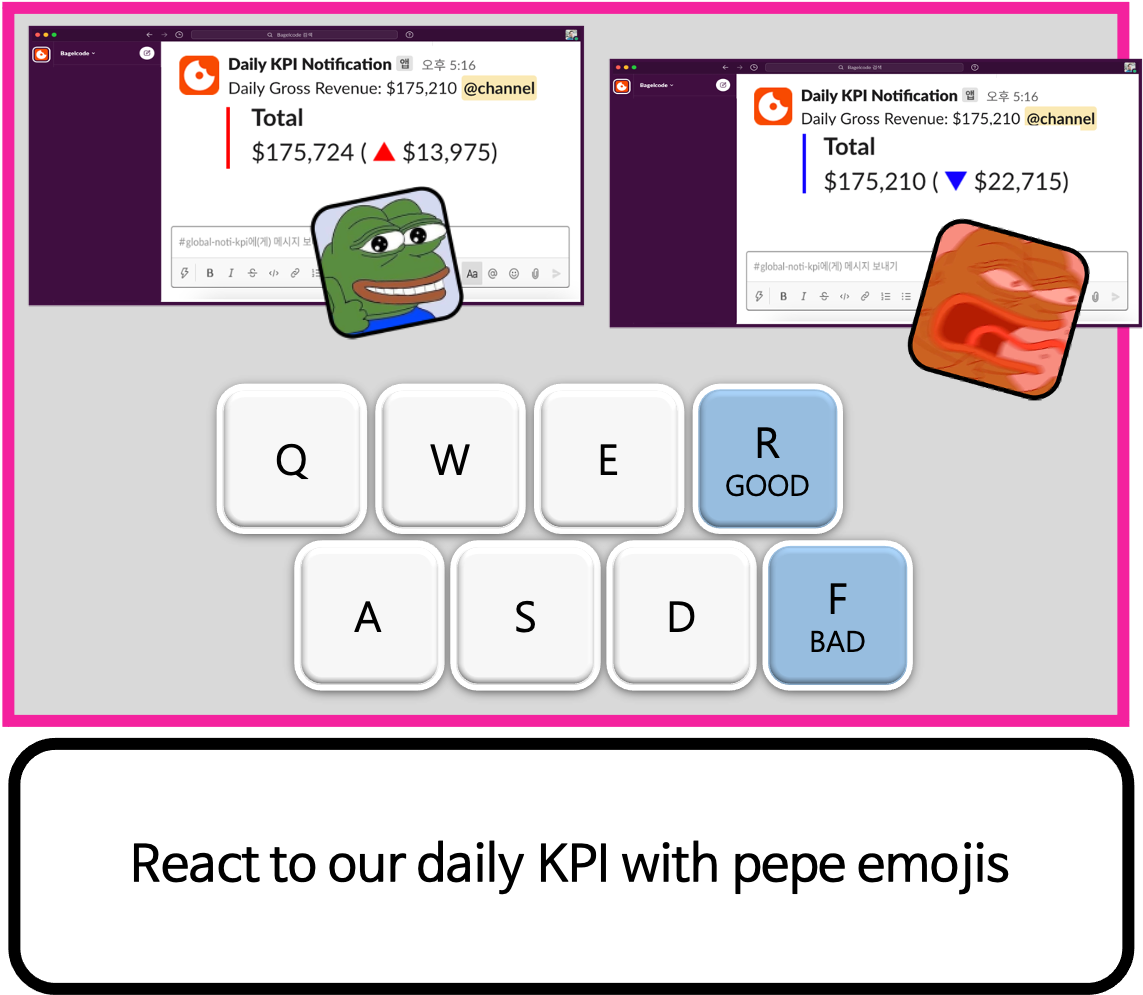 Bagelcode 검색
Bagelcode
Daily KPI Notification 앱 오후 5:16
Daily Gross Revenue: $175,210 @channel
Total
$175,724 ( ▲ $13,975)
#global-noti-kpi에(게) 메시지 보
B I S </> Aa @
Bagelcode 검색
Bagelcode
Daily KPI Notification 앱 오후 5:16
Daily Gross Revenue: $175,210 @channel
Total
$175,210 ( ▼ $22,715)
#global-noti-kpi에(게) 메시지 보내기
B I S </>
Q W E R
GOOD
A S D F
BAD
React to our daily KPI with pepe emojis